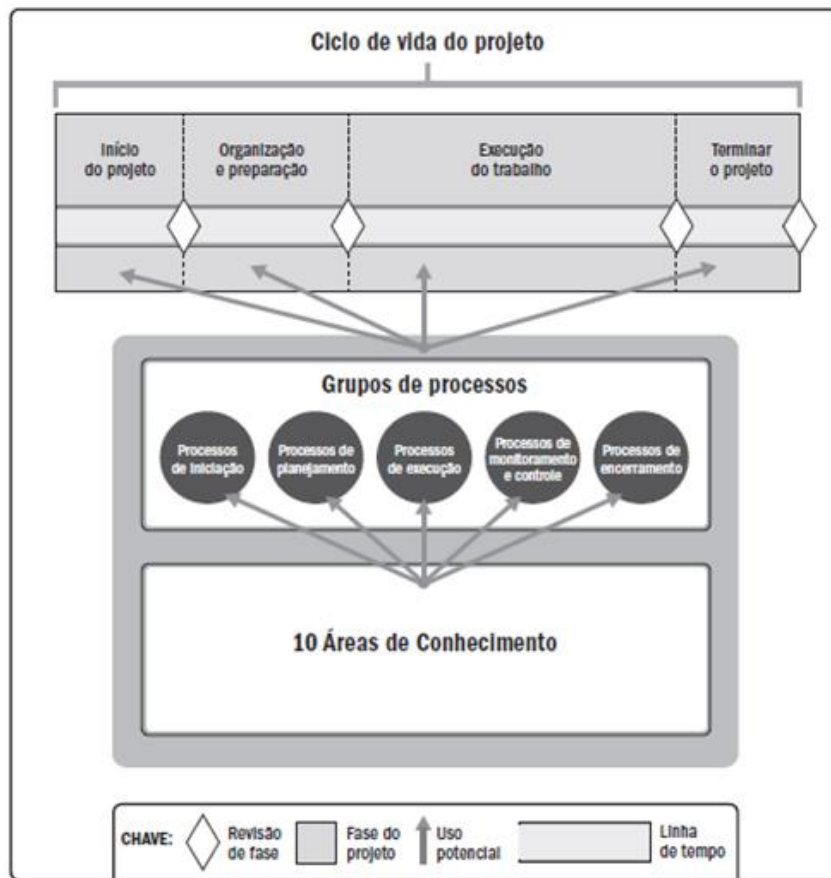 Ciclo de vida do projeto
Início
do projeto
Organização
e preparação
Execução
do trabalho
Terminar
o projeto
Grupos de processos
Processos
de iniciação
Processos de
planejamento
Processos
de execução
Processos de
monitoramento
e controle
Processos de
encerramento
10 Áreas de Conhecimento
CHAVE:
Revisão
de fase
Fase do
projeto
Uso
potencial
Linha
de tempo